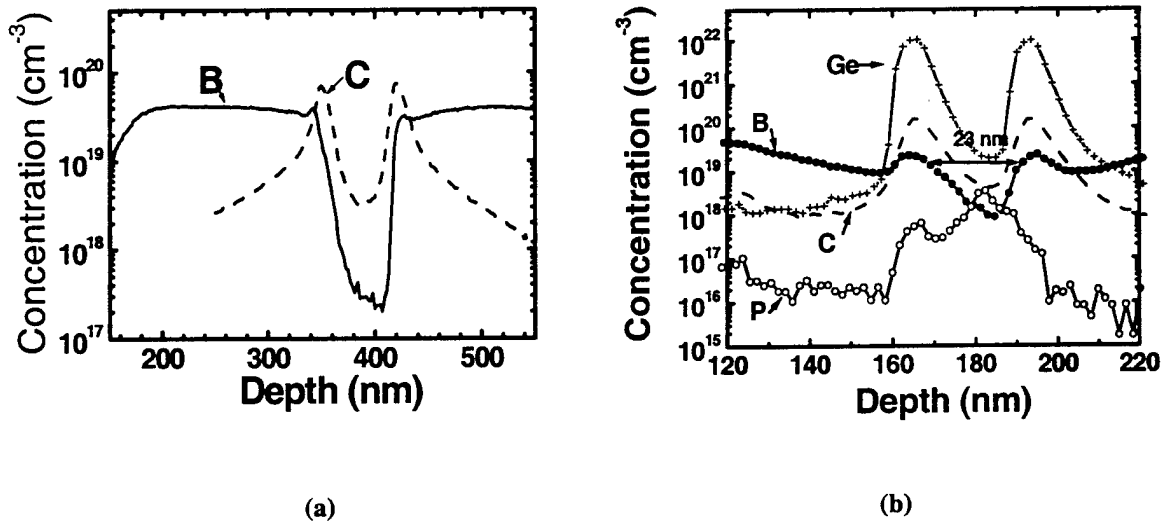 Concentration (cm-3)
10^20
10^19
10^18
10^17
B
C
200
300
400
500
Depth (nm)
(a)
Concentration (cm-3)
10^22
10^21
10^20
10^19
10^18
10^17
10^16
10^15
Ge
B
23 nm
C
P
120
140
160
180
200
220
Depth (nm)
(b)